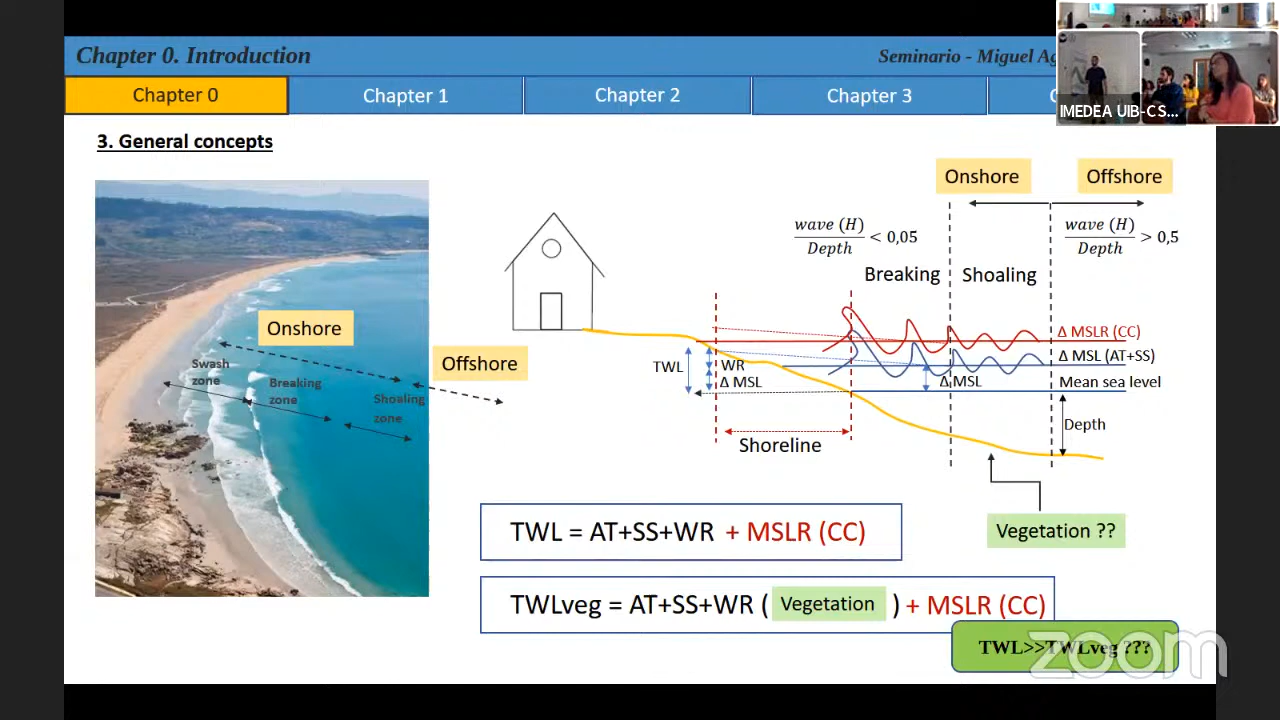 Chapter 0. Introduction
Seminario - Miguel
Chapter 0
Chapter 1
Chapter 2
Chapter 3
IMEDEA UIB-CS...
3. General concepts
Onshore
Offshore
Swash
zone
Breaking
zone
Shoaling
zone
Onshore
Offshore
wave (H)
Depth
< 0,05
wave (H)
Depth
> 0,5
Breaking
Shoaling
Δ MSLR (CC)
Δ MSL (AT+SS)
Mean sea level
TWL
WR
Δ MSL
Δ MSL
Depth
Shoreline
Vegetation ??
TWL = AT+SS+WR + MSLR (CC)
TWLveg = AT+SS+WR ( Vegetation ) + MSLR (CC)
TWL>>TWLveg ???
zoom